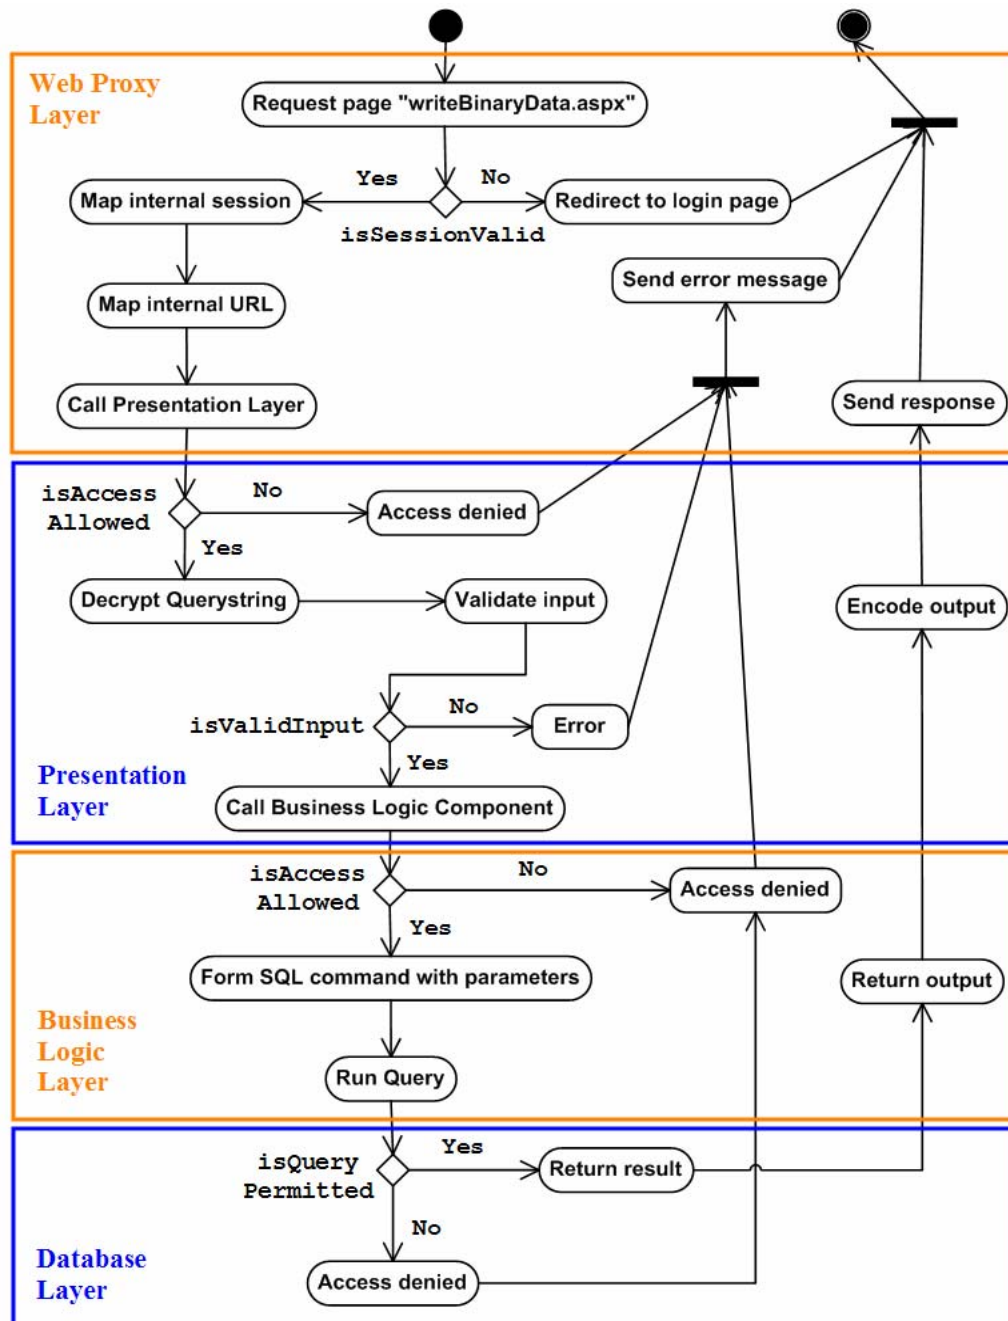 Web Proxy
Layer
Request page "writeBinaryData.aspx"
Yes
No
Map internal session
Redirect to login page
isSessionValid
Send error message
Map internal URL
Call Presentation Layer
Send response
isAccess
Allowed
No
Access denied
Yes
Decrypt Querystring
Validate input
Encode output
isValidInput
No
Error
Yes
Presentation
Layer
Call Business Logic Component
isAccess
Allowed
No
Access denied
Yes
Form SQL command with parameters
Return output
Business
Logic
Layer
Run Query
isQuery
Permitted
Yes
Return result
No
Database
Layer
Access denied